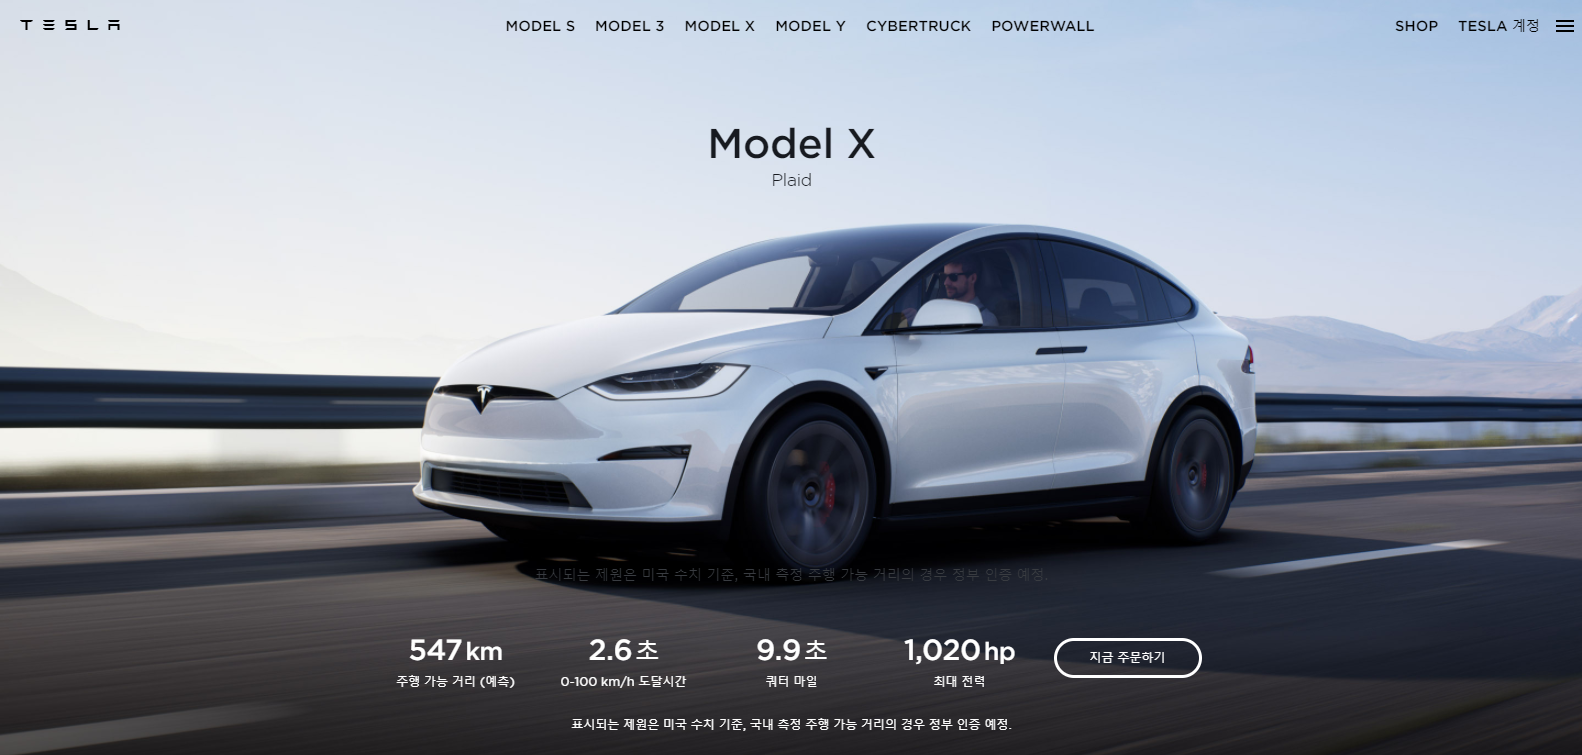 TESLA
MODEL S MODEL 3 MODEL X MODEL Y CYBERTRUCK POWERWALL
SHOP TESLA 계정
Model X
Plaid
표시되는 제원은 미국 수치 기준, 국내 측정 주행 가능 거리의 경우 정부 인증 예정.
547 km
주행 가능 거리 (예측)
2.6 초
0-100 km/h 도달시간
9.9 초
쿼터 마일
1,020 hp
최대 전력
지금 주문하기
표시되는 제원은 미국 수치 기준, 국내 측정 주행 가능 거리의 경우 정부 인증 예정.